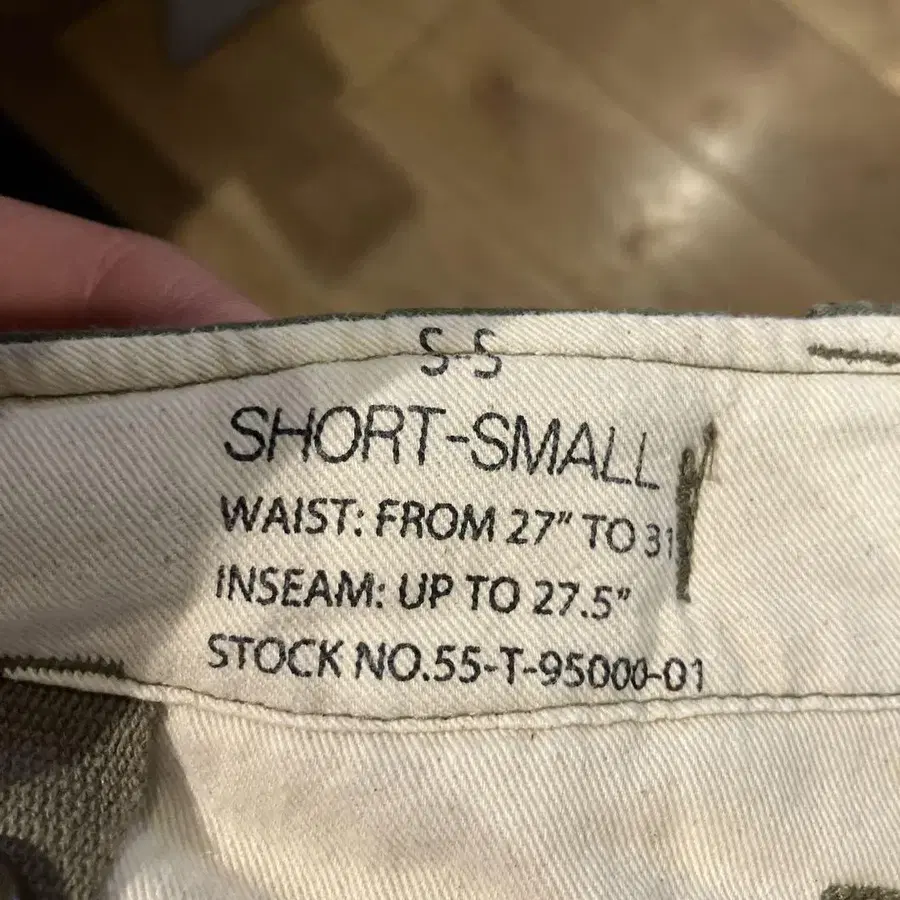 S-S
SHORT-SMALL
WAIST: FROM 27" TO 31
INSEAM: UP TO 27.5"
STOCK NO.55-T-95000-01